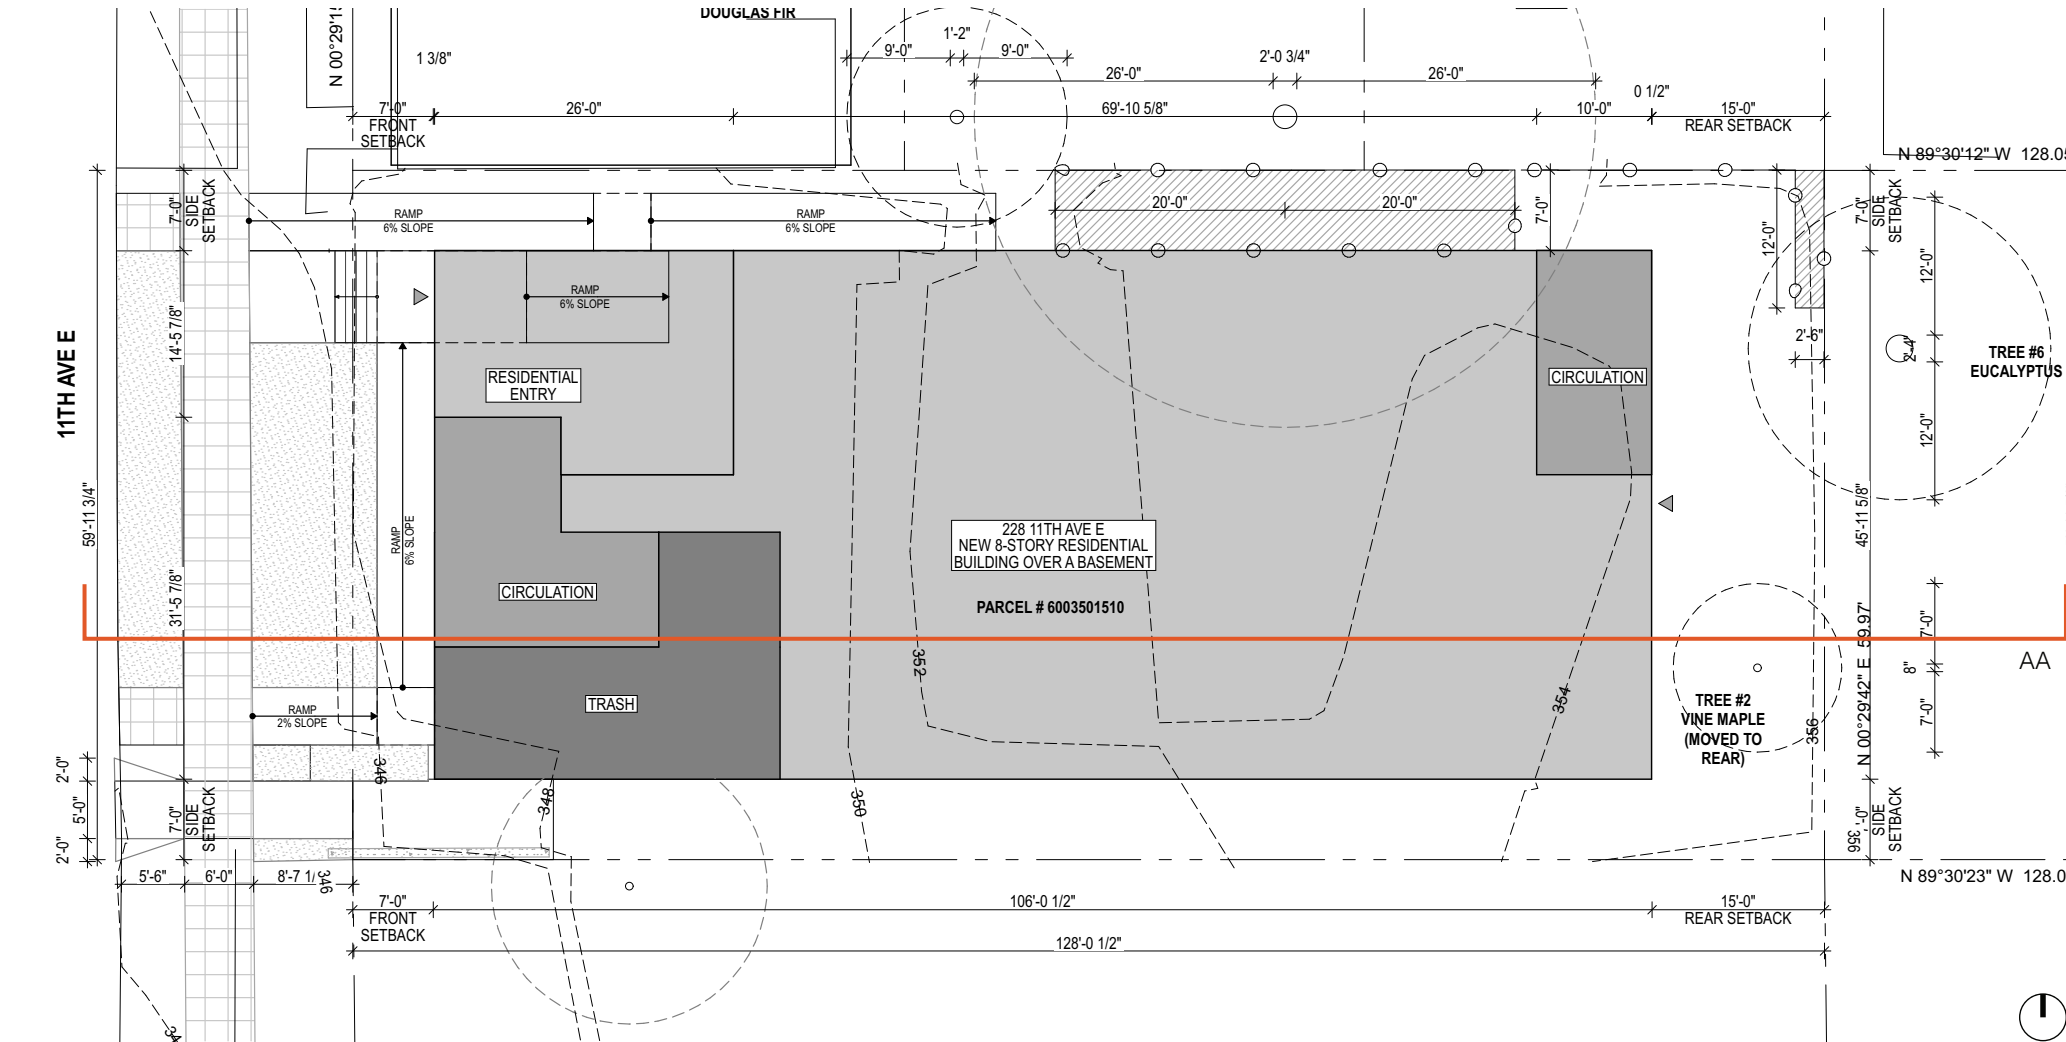 DOUGLAS FIR
N 00°29'15
1 3/8"
9'-0"
1'-2"
9'-0"
2'-0 3/4"
26'-0"
26'-0"
7'-0"
FRONT
SETBACK
26'-0"
69'-10 5/8"
10'-0"
0 1/2"
15'-0"
REAR SETBACK
N 89°30'12" W 128.05
7'-0"
SIDE
SETBACK
RAMP
6% SLOPE
RAMP
6% SLOPE
20'-0"
20'-0"
7'-0"
12'-0"
7'-0"
SIDE
SETBACK
12'-0"
RAMP
6% SLOPE
14'-5 7/8"
11TH AVE E
2'-6"
2'-4"
TREE #6
EUCALYPTUS
RESIDENTIAL
ENTRY
CIRCULATION
12'-0"
59'-11 3/4"
RAMP
6% SLOPE
45'-11 5/8"
228 11TH AVE E
NEW 8-STORY RESIDENTIAL
BUILDING OVER A BASEMENT
PARCEL # 6003501510
31'-5 7/8"
CIRCULATION
N 00°29'42" E 59.97'
7'-0"
8"
7'-0"
AA
352
354
356
TREE #2
VINE MAPLE
(MOVED TO
REAR)
TRASH
RAMP
2% SLOPE
346
348
350
2'-0"
5'-0"
2'-0"
7'-0"
SIDE
SETBACK
356
'-0"
SIDE
SETBACK
5'-6"
6'-0"
8'-7 1/
346
N 89°30'23" W 128.0
7'-0"
FRONT
SETBACK
106'-0 1/2"
15'-0"
REAR SETBACK
128'-0 1/2"
34